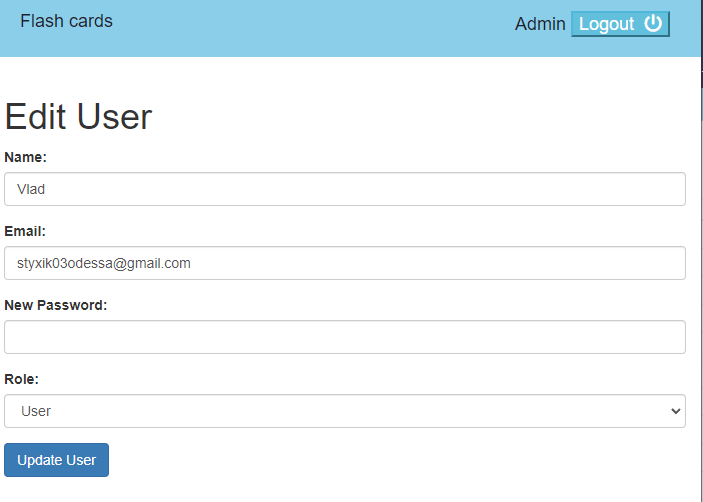 Flash cards
Admin Logout
Edit User
Name:
Vlad
Email:
styxik03odessa@gmail.com
New Password:
Role:
User
Update User